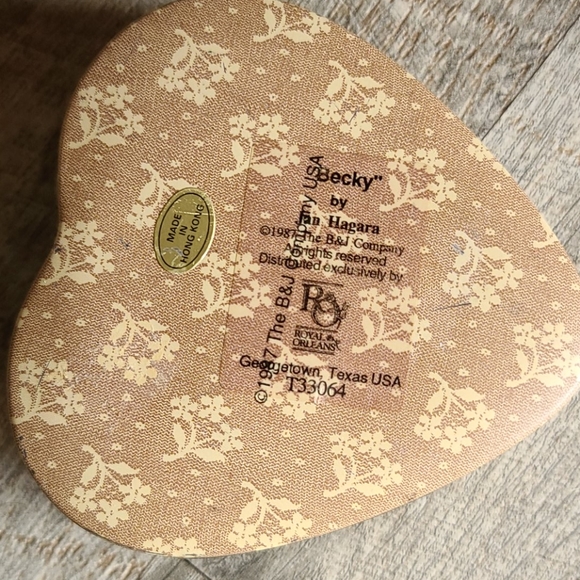 MADE
IN
HONG KONG
"Becky"
by
Jan Hagara
©1987 The B&J Company
All rights reserved
Distributed exclusively by
RO
ROYAL
ORLEANS
Georgetown, Texas USA
T33064
©1987 The B&J Company USA